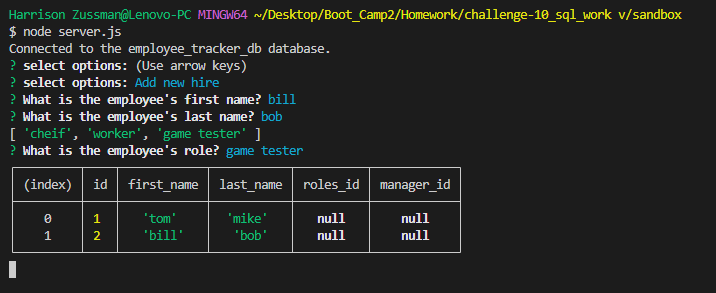 Harrison Zussman@Lenovo-PC MINGW64 ~/Desktop/Boot_Camp2/Homework/challenge-10_sql_work v/sandbox
$ node server.js
Connected to the employee_tracker_db database.
? select options: (Use arrow keys)
? select options: Add new hire
? What is the employee's first name? bill
? What is the employee's last name? bob
[ 'cheif', 'worker', 'game tester' ]
? What is the employee's role? game tester
(index) id first_name last_name roles_id manager_id
0 1 'tom' 'mike' null null
1 2 'bill' 'bob' null null